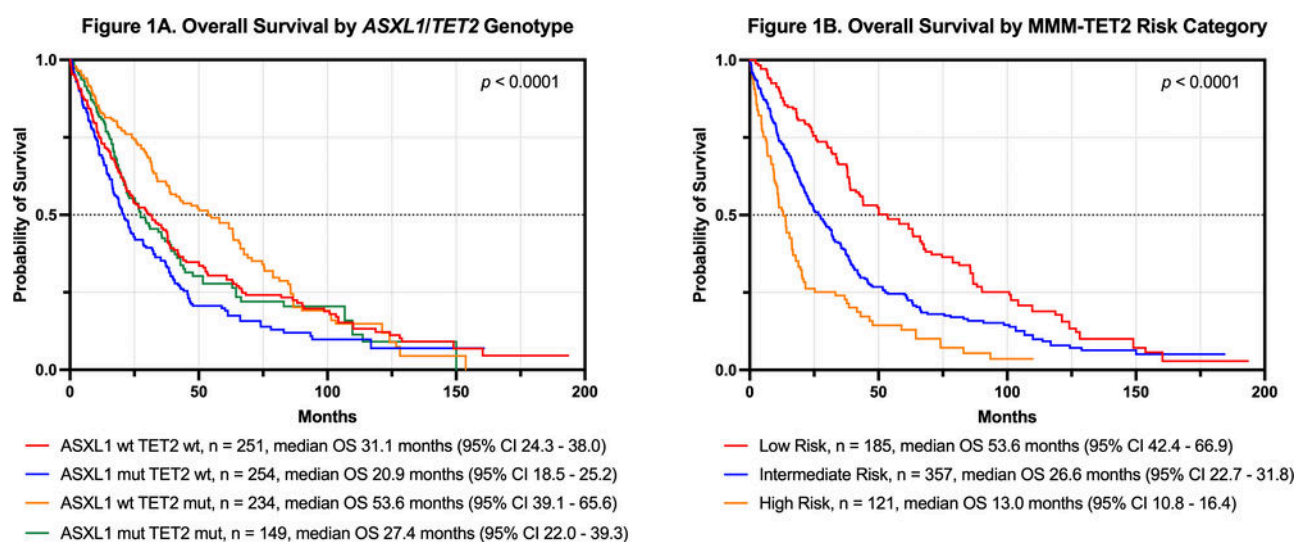 Figure 1A. Overall Survival by ASXL1/TET2 Genotype
p < 0.0001
Probability of Survival
1.0
0.5
0.0
0
50
100
150
200
Months
ASXL1 wt TET2 wt, n = 251, median OS 31.1 months (95% CI 24.3 - 38.0)
ASXL1 mut TET2 wt, n = 254, median OS 20.9 months (95% CI 18.5 - 25.2)
ASXL1 wt TET2 mut, n = 234, median OS 53.6 months (95% CI 39.1 - 65.6)
ASXL1 mut TET2 mut, n = 149, median OS 27.4 months (95% CI 22.0 - 39.3)
Figure 1B. Overall Survival by MMM-TET2 Risk Category
p < 0.0001
Probability of Survival
1.0
0.5
0.0
0
50
100
150
200
Months
Low Risk, n = 185, median OS 53.6 months (95% CI 42.4 - 66.9)
Intermediate Risk, n = 357, median OS 26.6 months (95% CI 22.7 - 31.8)
High Risk, n = 121, median OS 13.0 months (95% CI 10.8 - 16.4)